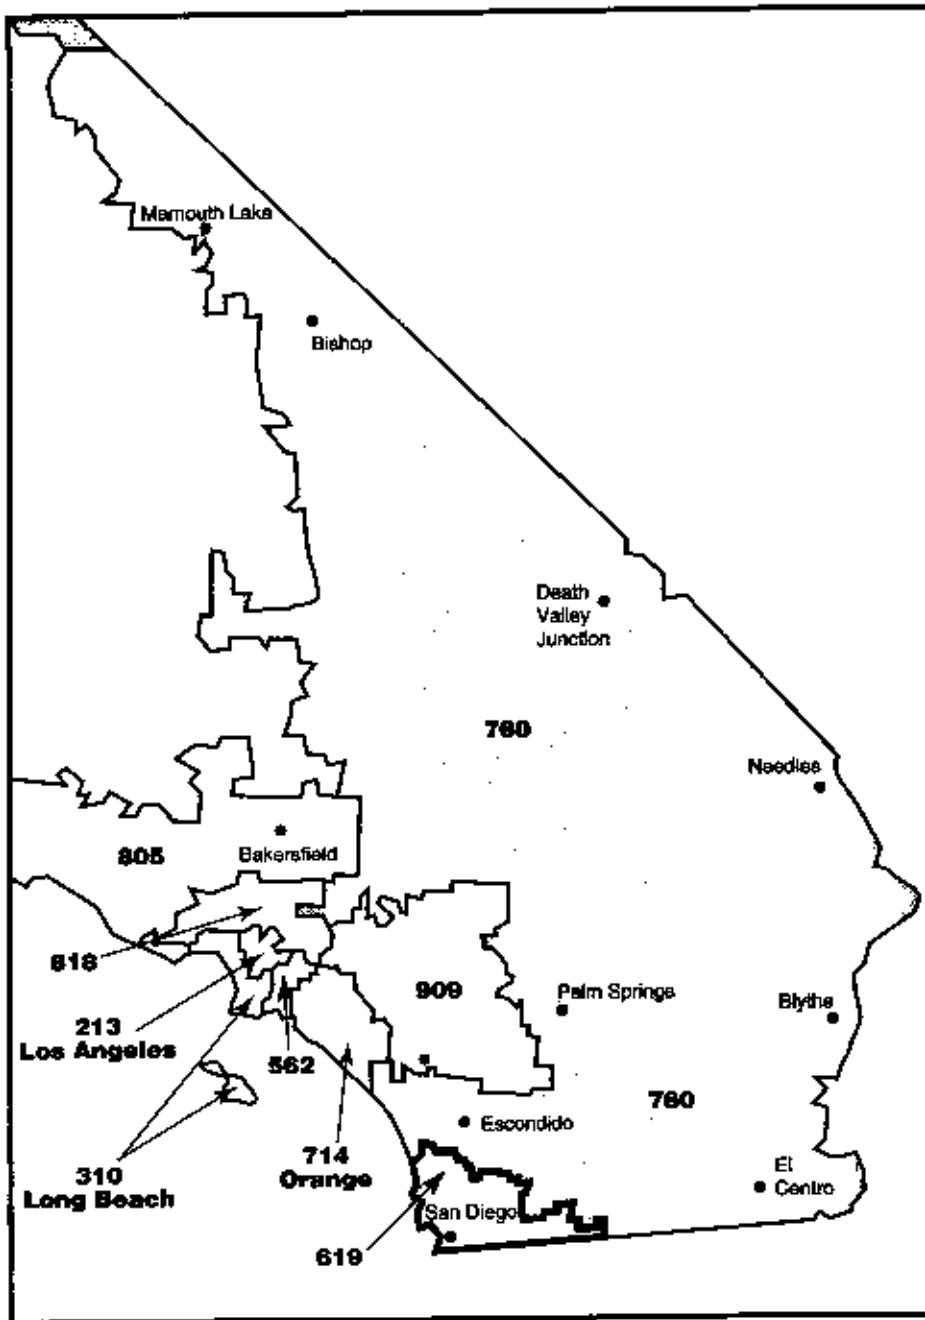 Mamouth Lake
Bishop
Death
Valley
Junction
760
Needles
805
Bakersfield
818
909
Palm Springs
Blythe
213
Los Angeles
562
760
Escondido
714
Orange
310
Long Beach
El
Centro
San Diego
619